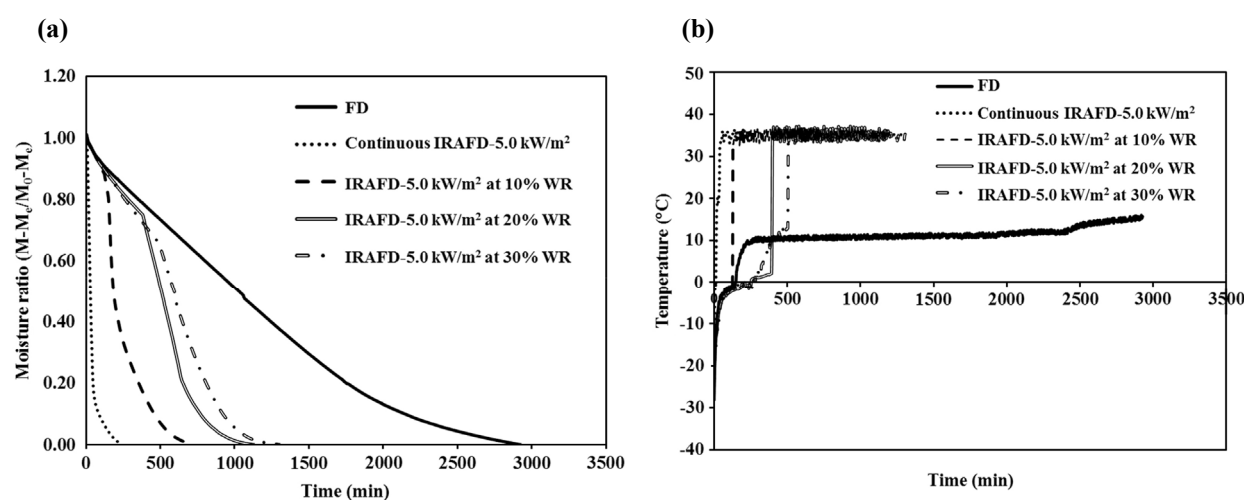 (a)
1.20
1.00
0.80
0.60
0.40
0.20
0.00
Moisture ratio (M-Mₑ/M₀-Mₑ)
FD
Continuous IRAFD-5.0 kW/m²
IRAFD-5.0 kW/m² at 10% WR
IRAFD-5.0 kW/m² at 20% WR
IRAFD-5.0 kW/m² at 30% WR
0 500 1000 1500 2000 2500 3000 3500
Time (min)
(b)
50
40
30
20
10
0
-10
-20
-30
-40
Temperature (°C)
FD
Continuous IRAFD-5.0 kW/m²
IRAFD-5.0 kW/m² at 10% WR
IRAFD-5.0 kW/m² at 20% WR
IRAFD-5.0 kW/m² at 30% WR
0 500 1000 1500 2000 2500 3000 3500
Time (min)